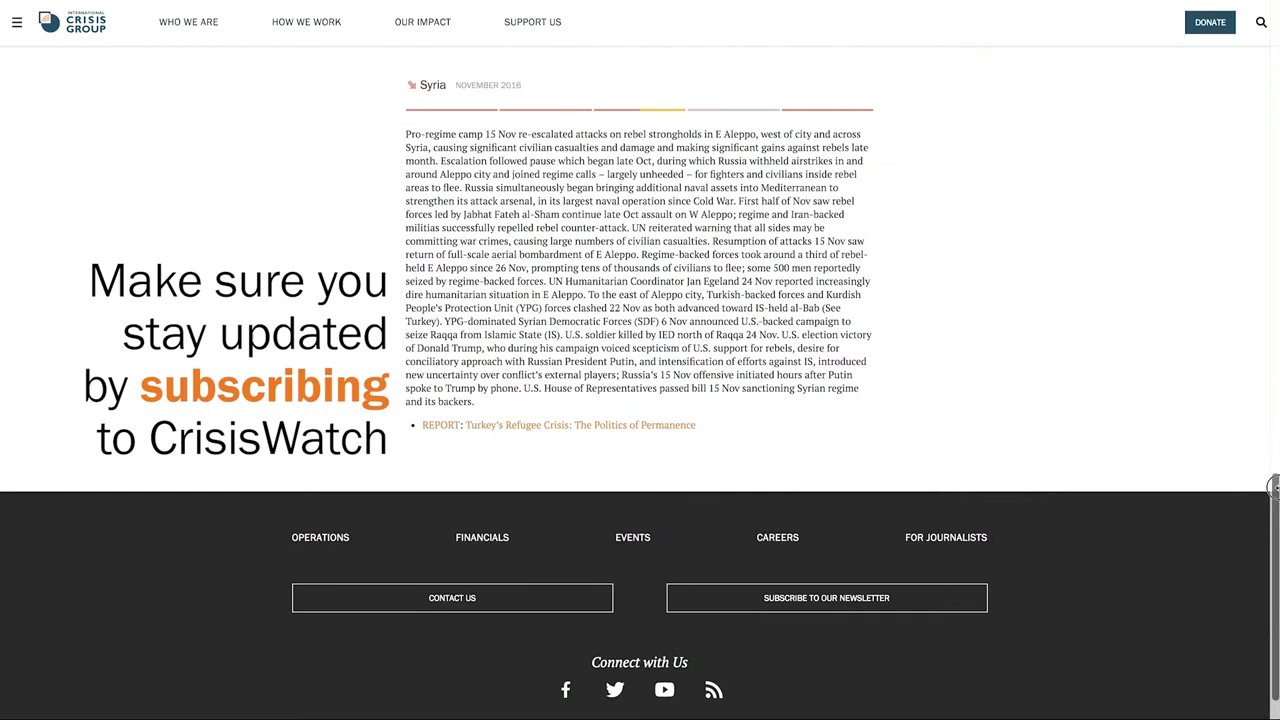 INTERNATIONAL
CRISIS
GROUP
WHO WE ARE
HOW WE WORK
OUR IMPACT
SUPPORT US
DONATE
Syria NOVEMBER 2016
Pro-regime camp 15 Nov re-escalated attacks on rebel strongholds in E Aleppo, west of city and across
Syria, causing significant civilian casualties and damage and making significant gains against rebels late
month. Escalation followed pause which began late Oct, during which Russia withheld airstrikes in and
around Aleppo city and joined regime calls – largely unheeded – for fighters and civilians inside rebel
areas to flee. Russia simultaneously began bringing additional naval assets into Mediterranean to
strengthen its attack arsenal, in its largest naval operation since Cold War. First half of Nov saw rebel
forces led by Jabhat Fateh al-Sham continue late Oct assault on W Aleppo; regime and Iran-backed
militias successfully repelled rebel counter-attack. UN reiterated warning that all sides may be
committing war crimes, causing large numbers of civilian casualties. Resumption of attacks 15 Nov saw
return of full-scale aerial bombardment of E Aleppo. Regime-backed forces took around a third of rebel-
held E Aleppo since 26 Nov, prompting tens of thousands of civilians to flee; some 500 men reportedly
seized by regime-backed forces. UN Humanitarian Coordinator Jan Egeland 24 Nov reported increasingly
dire humanitarian situation in E Aleppo. To the east of Aleppo city, Turkish-backed forces and Kurdish
People's Protection Unit (YPG) forces clashed 22 Nov as both advanced toward IS-held al-Bab (See
Turkey). YPG-dominated Syrian Democratic Forces (SDF) 6 Nov announced U.S.-backed campaign to
seize Raqqa from Islamic State (IS). U.S. soldier killed by IED north of Raqqa 24 Nov. U.S. election victory
of Donald Trump, who during his campaign voiced scepticism of U.S. support for rebels, desire for
conciliatory approach with Russian President Putin, and intensification of efforts against IS, introduced
new uncertainty over conflict's external players; Russia's 15 Nov offensive initiated hours after Putin
spoke to Trump by phone. U.S. House of Representatives passed bill 15 Nov sanctioning Syrian regime
and its backers.
• REPORT: Turkey's Refugee Crisis: The Politics of Permanence
Make sure you
stay updated
by subscribing
to CrisisWatch
OPERATIONS
FINANCIALS
EVENTS
CAREERS
FOR JOURNALISTS
CONTACT US
SUBSCRIBE TO OUR NEWSLETTER
Connect with Us